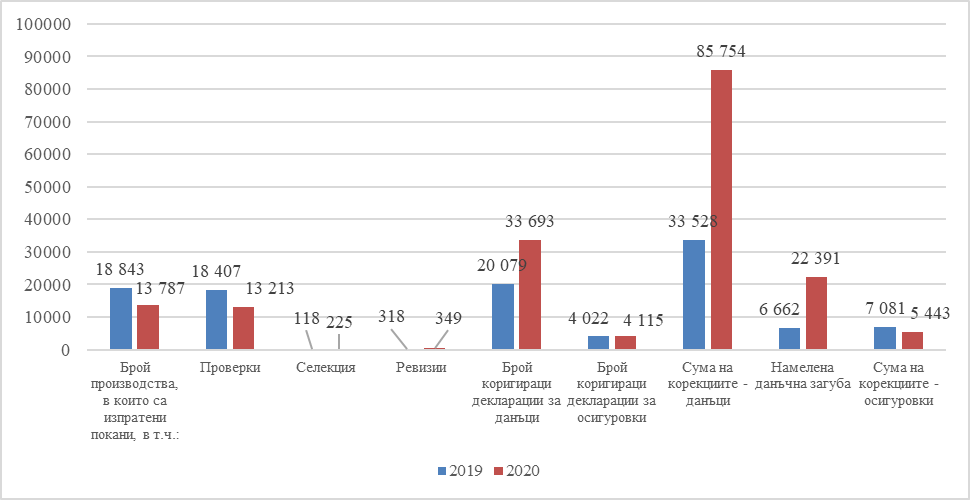 100000
90000
80000
70000
60000
50000
40000
30000
20000
10000
0
18 843
13 787
18 407
13 213
118
225
318
349
20 079
33 693
4 022
4 115
33 528
85 754
6 662
22 391
7 081
5 443
Брой
производства,
в които са
изпратени
покани, в т.ч.:
Проверки
Селекция
Ревизии
Брой
коригираци
декларации за
данъци
Брой
коригираци
декларации за
осигуровки
Сума на
корекциите -
данъци
Намелена
данъчна загуба
Сума на
корекциите -
осигуровки
2019
2020